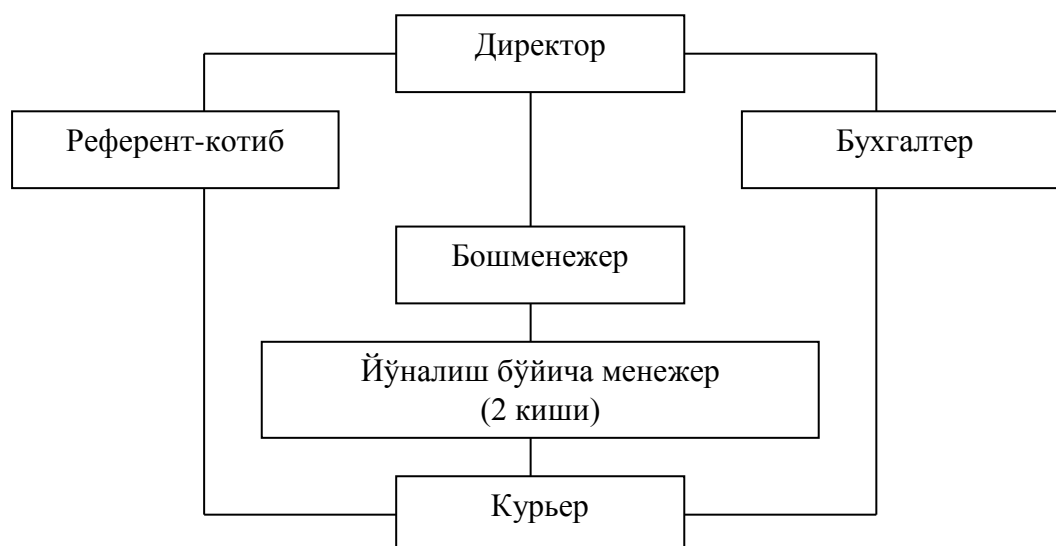 Директор
Референт-котиб
Бухгалтер
Бошменежер
Йўналиш бўйича менежер
(2 киши)
Курьер